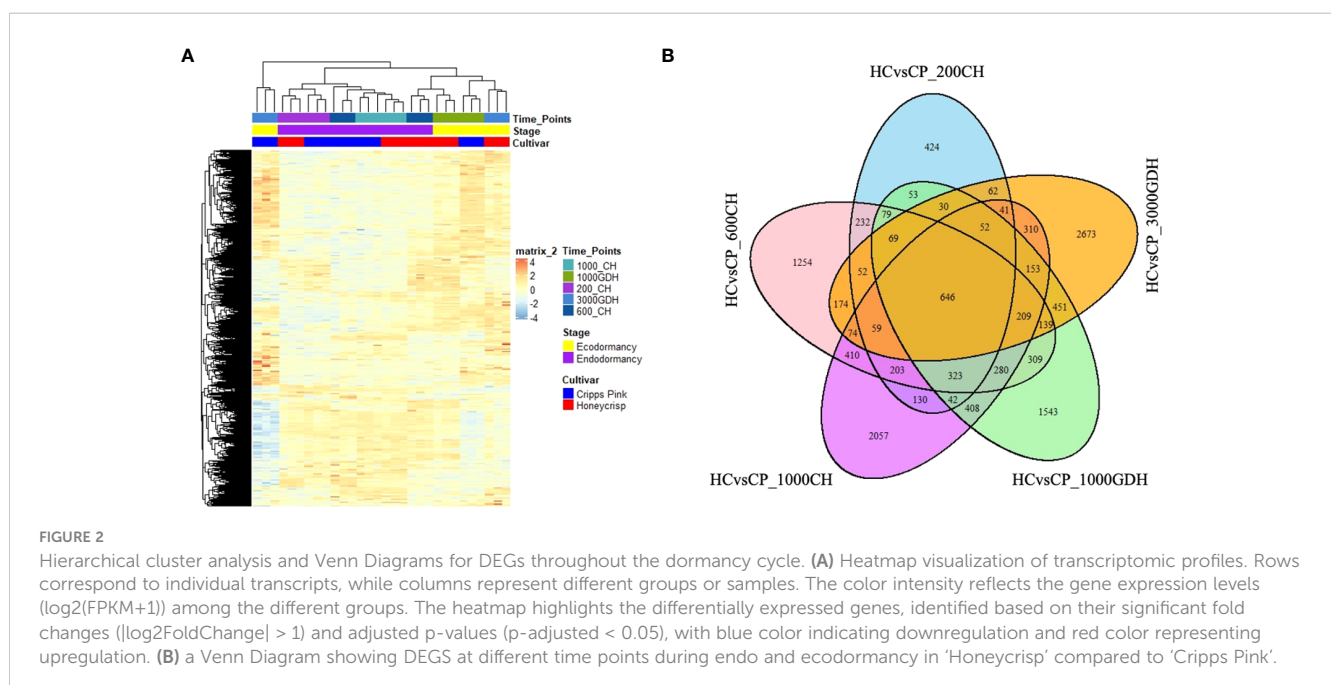 A
Time_Points
Stage
Cultivar
matrix_2
4
2
0
-2
-4
Time_Points
1000_CH
1000GDH
200_CH
3000GDH
600_CH
Stage
Ecodormancy
Endodormancy
Cultivar
Cripps Pink
Honeycrisp
B
HCvsCP_200CH
HCvsCP_3000GDH
HCvsCP_600CH
HCvsCP_1000CH
HCvsCP_1000GDH
424
53
30
62
41
310
2673
232
79
69
52
1254
52
153
174
646
451
209
139
74
59
410
203
323
280
309
130
42
408
2057
1543
FIGURE 2
Hierarchical cluster analysis and Venn Diagrams for DEGs throughout the dormancy cycle. (A) Heatmap visualization of transcriptomic profiles. Rows
correspond to individual transcripts, while columns represent different groups or samples. The color intensity reflects the gene expression levels
(log2(FPKM+1)) among the different groups. The heatmap highlights the differentially expressed genes, identified based on their significant fold
changes (|log2FoldChange| > 1) and adjusted p-values (p-adjusted < 0.05), with blue color indicating downregulation and red color representing
upregulation. (B) a Venn Diagram showing DEGS at different time points during endo and ecodormancy in ‘Honeycrisp’ compared to ‘Cripps Pink’.